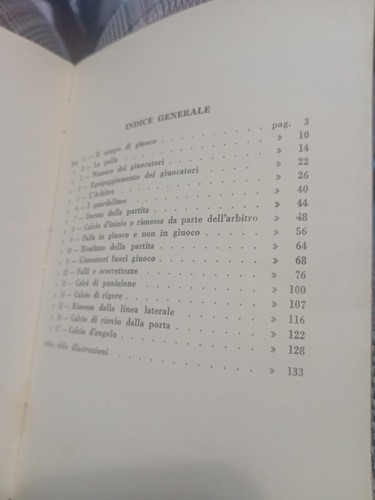 INDICE GENERALE
1 — Il campo di giuoco . . . . . . pag. 3
» 2 — La palla . . . . . . . . » 10
» 3 — Numero dei giuocatori . . . . . . » 14
» 4 — Equipaggiamento dei giuocatori . . . . » 22
» 5 — L'Arbitro . . . . . . . . » 26
» 6 — I guardalinee . . . . . . . » 40
» 7 — Durata della partita . . . . . . » 44
» 8 — Calcio d'inizio e rimessa da parte dell'arbitro » 48
» 9 — Palla in giuoco e non in giuoco . . . . » 56
» 10 — Risultato della partita . . . . . . » 64
» 11 — Giuocatori fuori giuoco . . . . . . » 68
» 12 — Falli e scorrettezze . . . . . . » 76
» 13 — Calci di punizione . . . . . . » 100
» 14 — Calcio di rigore . . . . . . . » 107
» 15 — Rimessa dalla linea laterale . . . . » 116
» 16 — Calcio di rinvio dalla porta . . . . » 122
» 17 — Calcio d'angolo . . . . . . . » 128
Indice delle illustrazioni . . . . . . » 133